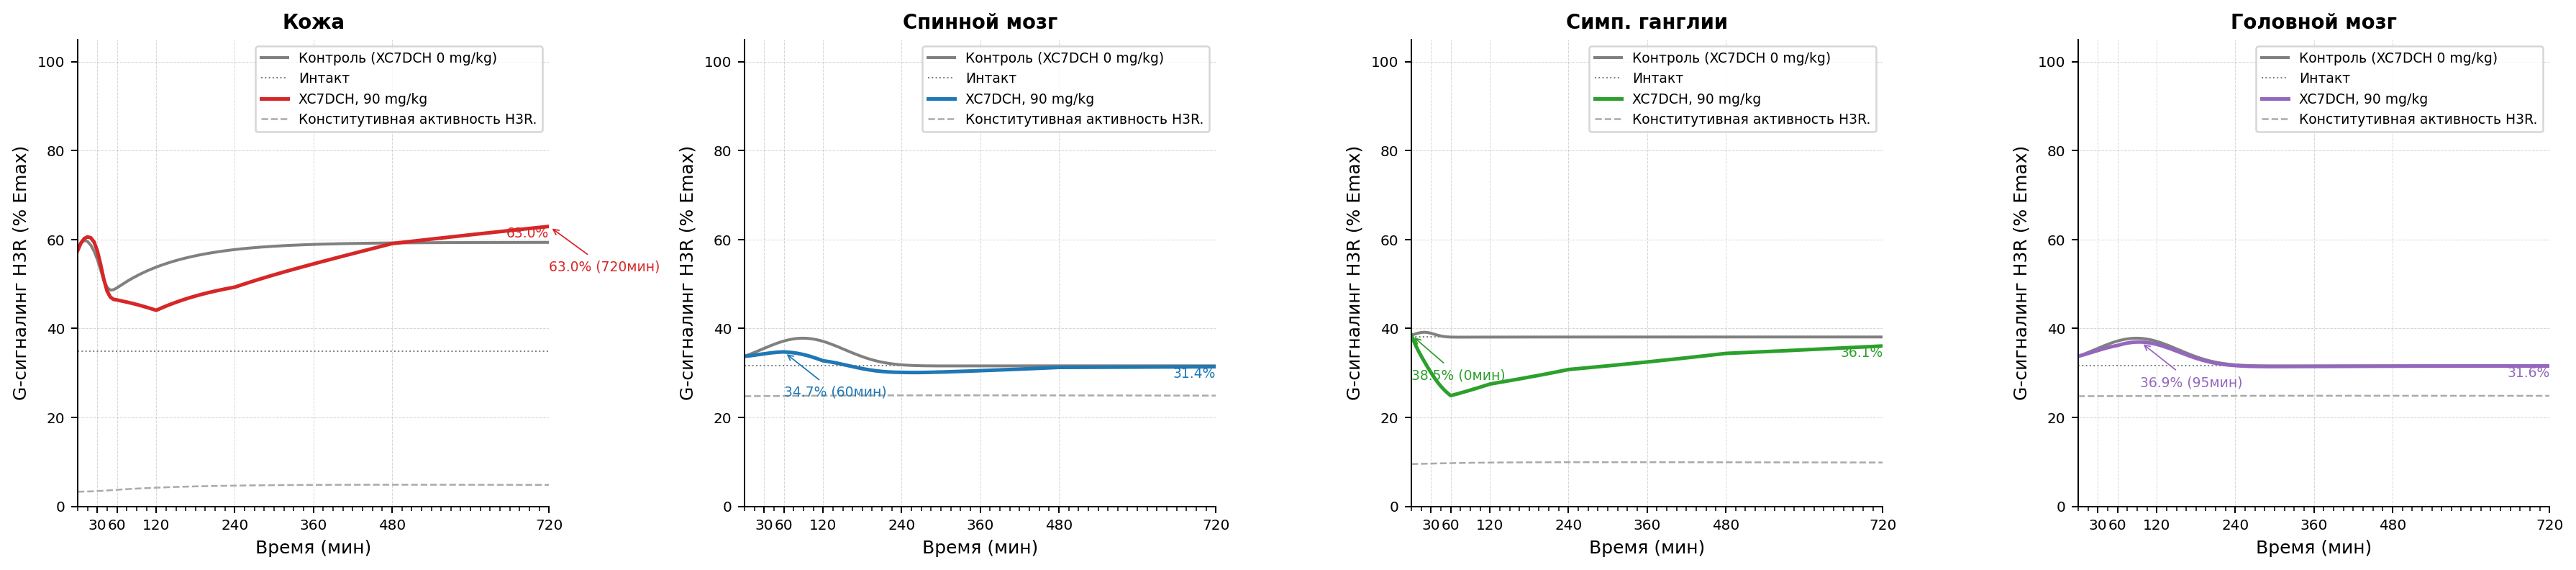 Кожа
G-сигналинг H3R (% Emax)
100
80
60
40
20
0
Контроль (XC7DCH 0 mg/kg)
Интакт
XC7DCH, 90 mg/kg
Конститутивная активность H3R.
63.0%
63.0% (720мин)
30 60 120 240 360 480 720
Время (мин)
Спинной мозг
G-сигналинг H3R (% Emax)
100
80
60
40
20
0
Контроль (XC7DCH 0 mg/kg)
Интакт
XC7DCH, 90 mg/kg
Конститутивная активность H3R.
31.4%
34.7% (60мин)
30 60 120 240 360 480 720
Время (мин)
Симп. ганглии
G-сигналинг H3R (% Emax)
100
80
60
40
20
0
Контроль (XC7DCH 0 mg/kg)
Интакт
XC7DCH, 90 mg/kg
Конститутивная активность H3R.
36.1%
38.5% (0мин)
30 60 120 240 360 480 720
Время (мин)
Головной мозг
G-сигналинг H3R (% Emax)
100
80
60
40
20
0
Контроль (XC7DCH 0 mg/kg)
Интакт
XC7DCH, 90 mg/kg
Конститутивная активность H3R.
31.6%
36.9% (95мин)
30 60 120 240 360 480 720
Время (мин)